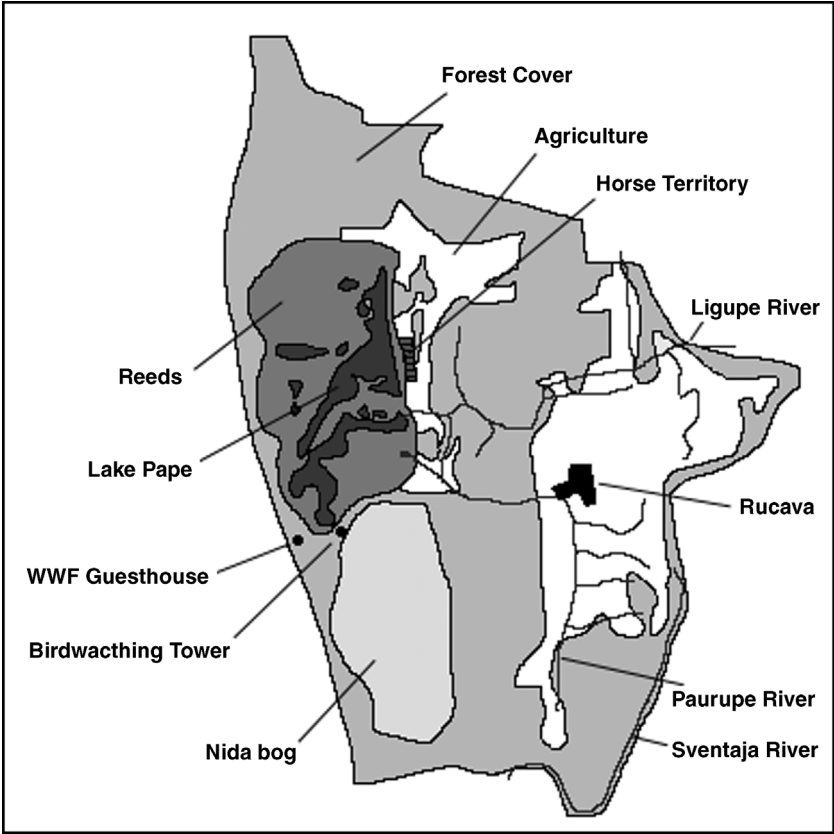 Forest Cover
Agriculture
Horse Territory
Ligupe River
Reeds
Lake Pape
Rucava
WWF Guesthouse
Birdwacthing Tower
Paurupe River
Nida bog
Sventaja River